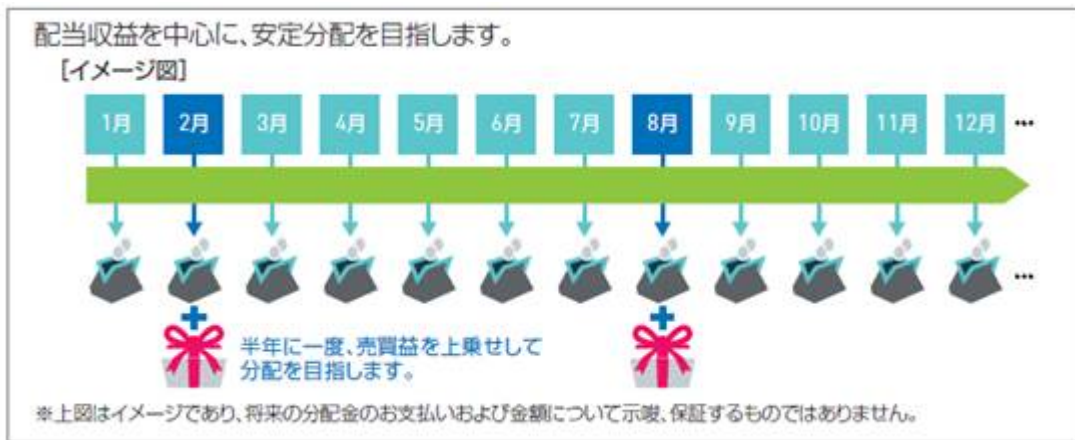 配当収益を中心に、安定分配を目指します。
[イメージ図]
1月 2月 3月 4月 5月 6月 7月 8月 9月 10月 11月 12月 …
…
半年に一度、売買益を上乗せして
分配を目指します。
※上図はイメージであり、将来の分配金のお支払いおよび金額について示唆、保証するものではありません。